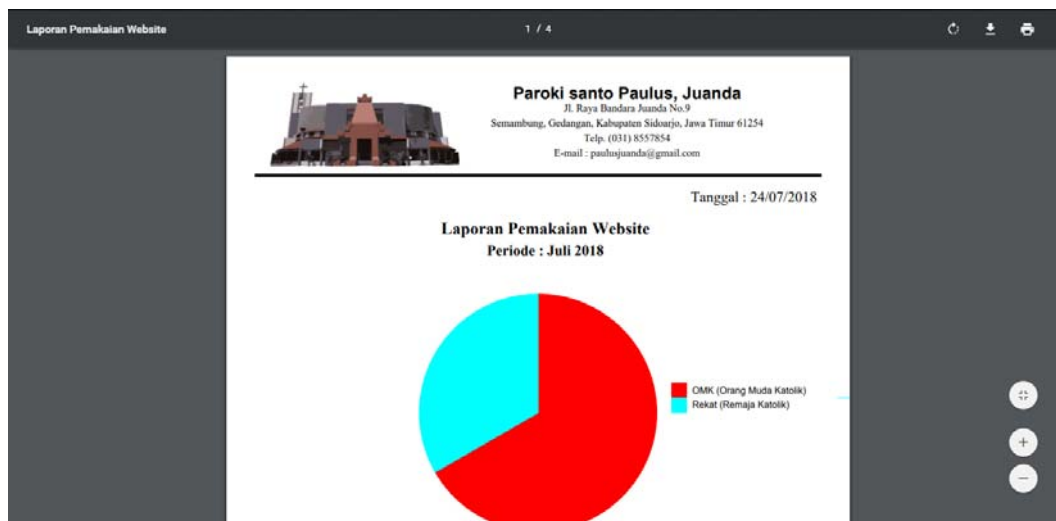 Laporan Pemakaian Website
1 / 4
Paroki santo Paulus, Juanda
Jl. Raya Bandara Juanda No.9
Semambung, Gedangan, Kabupaten Sidoarjo, Jawa Timur 61254
Telp. (031) 8557854
E-mail : paulusjuanda@gmail.com
Tanggal : 24/07/2018
Laporan Pemakaian Website
Periode : Juli 2018
OMK (Orang Muda Katolik)
Rekat (Remaja Katolik)